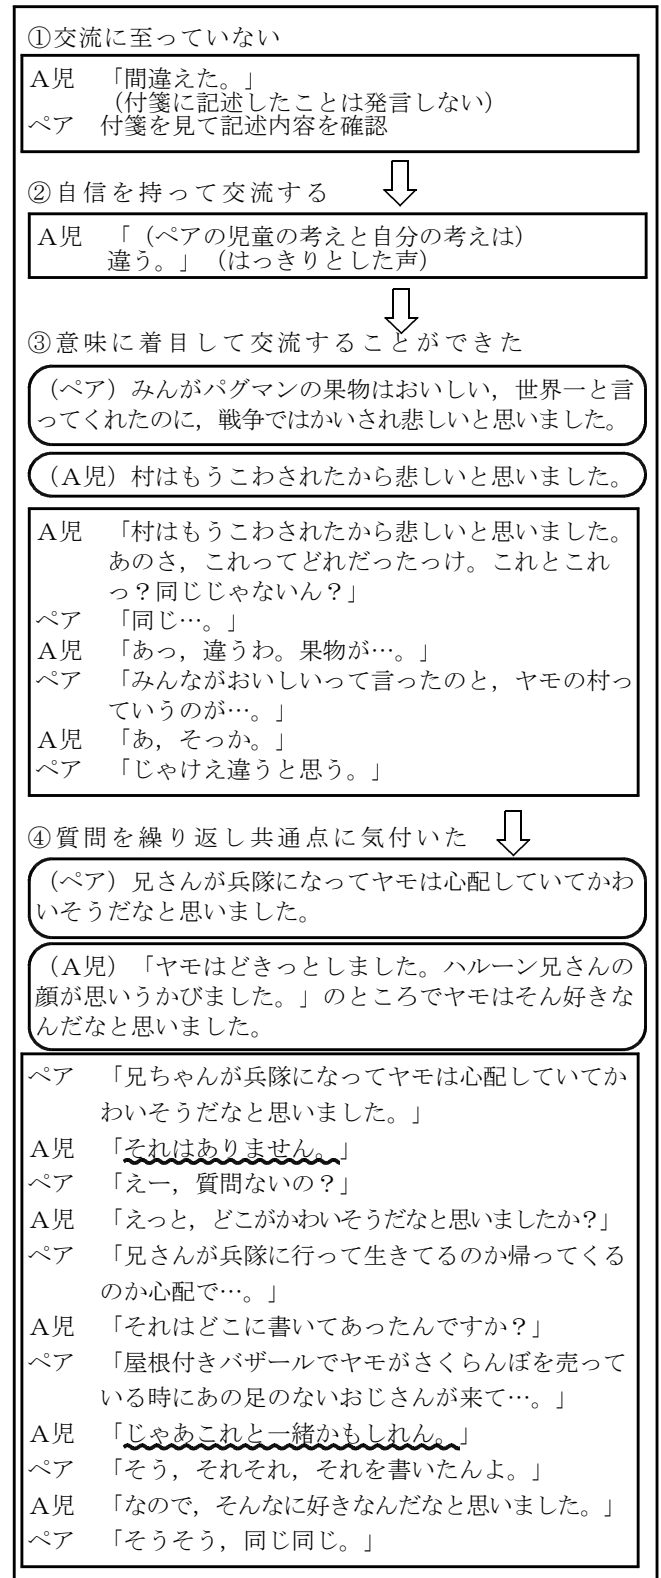 ①交流に至っていない
A児　「間違えた。」
（付箋に記述したことは発言しない）
ペア　付箋を見て記述内容を確認
②自信を持って交流する
A児　「（ペアの児童の考えと自分の考えは）
違う。」（はっきりとした声）
③意味に着目して交流することができた
（ペア）みんがパグマンの果物はおいしい，世界一と言
ってくれたのに，戦争ではかいされ悲しいと思いました。
（A児）村はもうこわされたから悲しいと思いました。
A児　「村はもうこわされたから悲しいと思いました。
あのさ，これってどれだったっけ。これとこれ
っ？同じじゃないん？」
ペア　「同じ…。」
A児　「あっ，違うわ。果物が…。」
ペア　「みんながおいしいって言ったのと，ヤモの村っ
ていうのが…。」
A児　「あ，そっか。」
ペア　「じゃけえ違うと思う。」
④質問を繰り返し共通点に気付いた
（ペア）兄さんが兵隊になってヤモは心配していてかわ
いそうだなと思いました。
（A児）「ヤモはどきっとしました。ハルーン兄さんの
顔が思いうかびました。」のところでヤモはそん好きな
んだなと思いました。
ペア　「兄ちゃんが兵隊になってヤモは心配していてか
わいそうだなと思いました。」
A児　「それはありません。」
ペア　「えー，質問ないの？」
A児　「えっと，どこがかわいそうだなと思いましたか？」
ペア　「兄さんが兵隊に行って生きてるのか帰ってくる
のか心配で…。」
A児　「それはどこに書いてあったんですか？」
ペア　「屋根付きバザールでヤモがさくらんぼを売って
いる時にあの足のないおじさんが来て…。」
A児　「じゃあこれと一緒かもしれん。」
ペア　「そう，それそれ，それを書いたんよ。」
A児　「なので，そんなに好きなんだなと思いました。」
ペア　「そうそう，同じ同じ。」